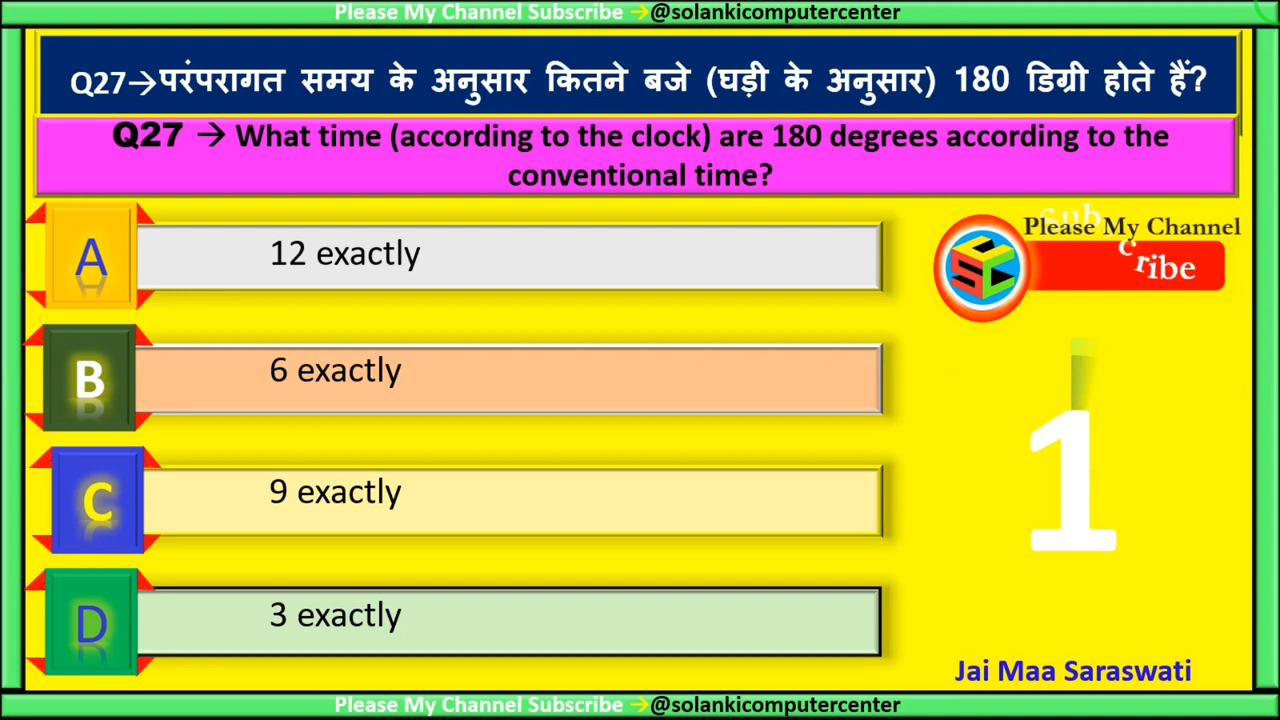 Please My Channel Subscribe →@solankicomputercenter
Q27→परंपरागत समय के अनुसार कितने बजे (घड़ी के अनुसार) 180 डिग्री होते हैं?
Q27 → What time (according to the clock) are 180 degrees according to the
conventional time?
A 12 exactly
B 6 exactly
C 9 exactly
D 3 exactly
Please My Channel
Subscribe
SCC
1
Jai Maa Saraswati
Please My Channel Subscribe →@solankicomputercenter